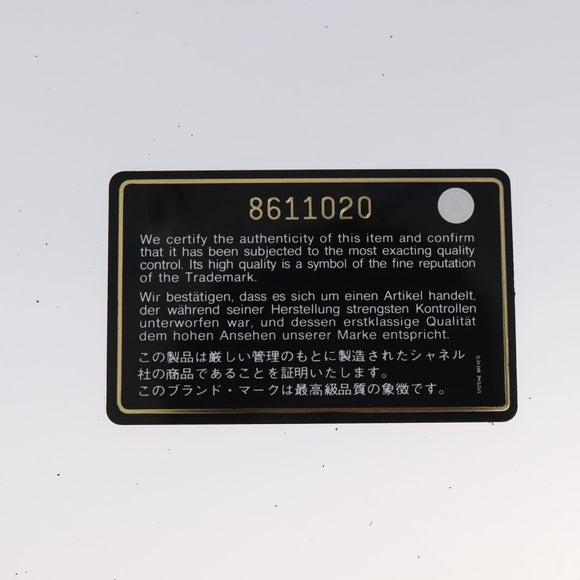 8611020
We certify the authenticity of this item and confirm
that it has been subjected to the most exacting quality
control. Its high quality is a symbol of the fine reputation
of the Trademark.
Wir bestätigen, dass es sich um einen Artikel handelt,
der während seiner Herstellung strengsten Kontrollen
unterworfen war, und dessen erstklassige Qualität
dem hohen Ansehen unserer Marke entspricht.
この製品は厳しい管理のもとに製造されたシャネル
社の商品であることを証明いたします。
このブランド・マークは最高級品質の象徴です。
SYSTEME BREVETE